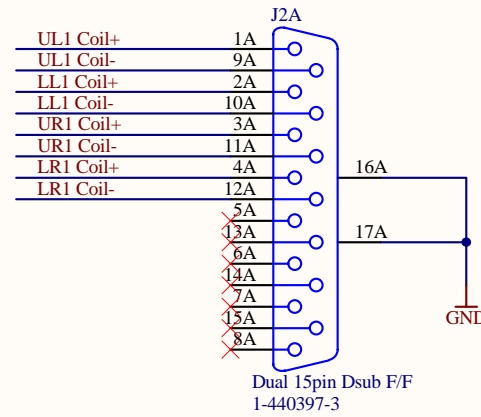 J2A
UL1 Coil+ 1A
UL1 Coil- 9A
LL1 Coil+ 2A
LL1 Coil- 10A
UR1 Coil+ 3A
UR1 Coil- 11A
LR1 Coil+ 4A 16A
LR1 Coil- 12A
5A
13A 17A
6A
14A
7A
15A
8A
GND
Dual 15pin Dsub F/F
1-440397-3